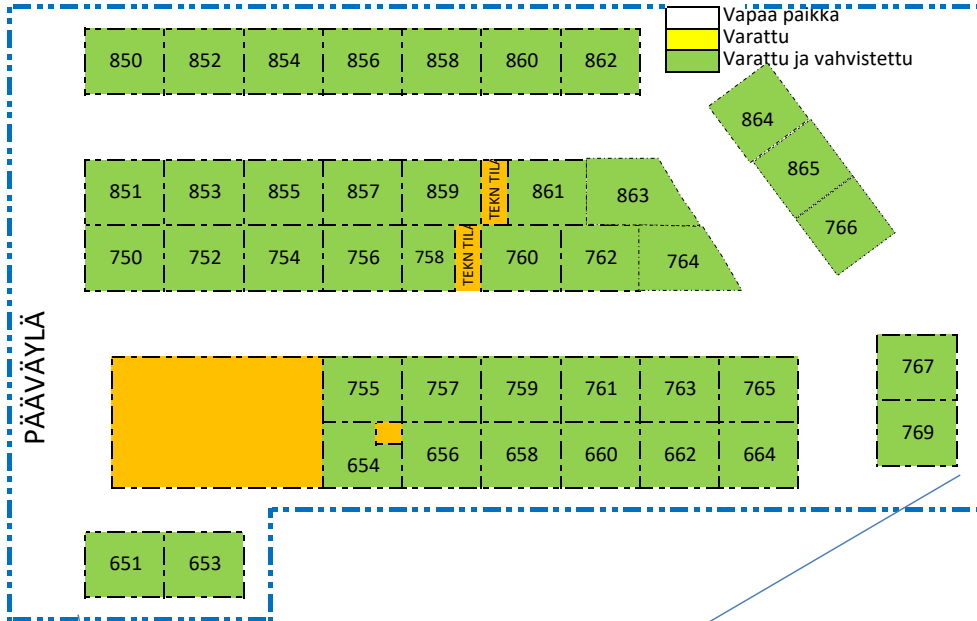 Vapaa paikka
Varattu
Varattu ja vahvistettu
850 852 854 856 858 860 862
864
865
766
851 853 855 857 859 TEKN TILA 861 863
750 752 754 756 758 TEKN TILA 760 762 764
PÄÄVÄYLÄ
755 757 759 761 763 765
767
654 656 658 660 662 664
769
651 653